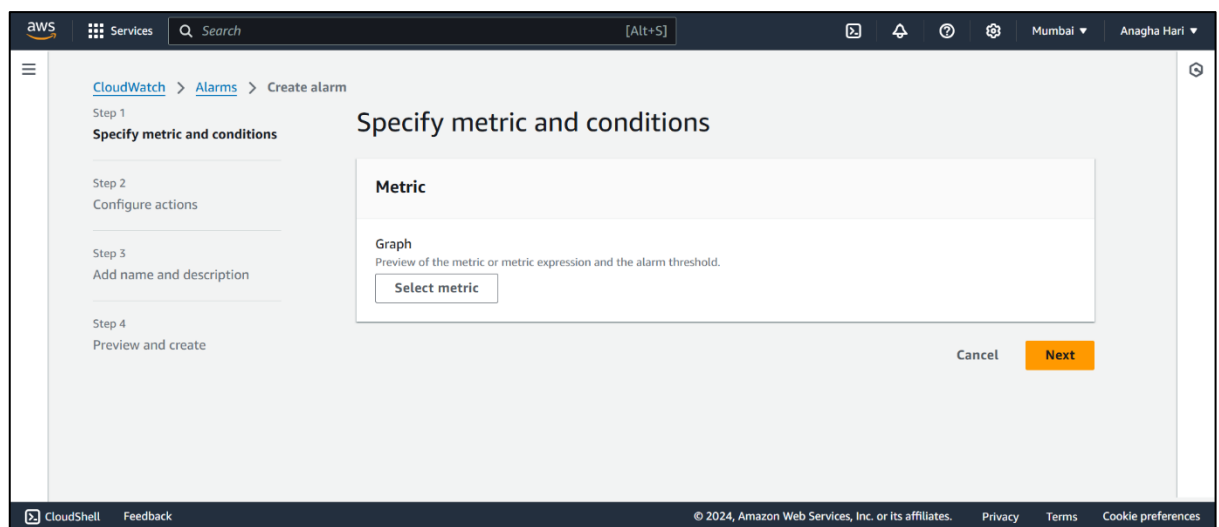 aws
Services
Search
[Alt+S]
Mumbai
Anagha Hari
CloudWatch > Alarms > Create alarm
Step 1
Specify metric and conditions
Step 2
Configure actions
Step 3
Add name and description
Step 4
Preview and create
Specify metric and conditions
Metric
Graph
Preview of the metric or metric expression and the alarm threshold.
Select metric
Cancel
Next
CloudShell
Feedback
© 2024, Amazon Web Services, Inc. or its affiliates.
Privacy
Terms
Cookie preferences